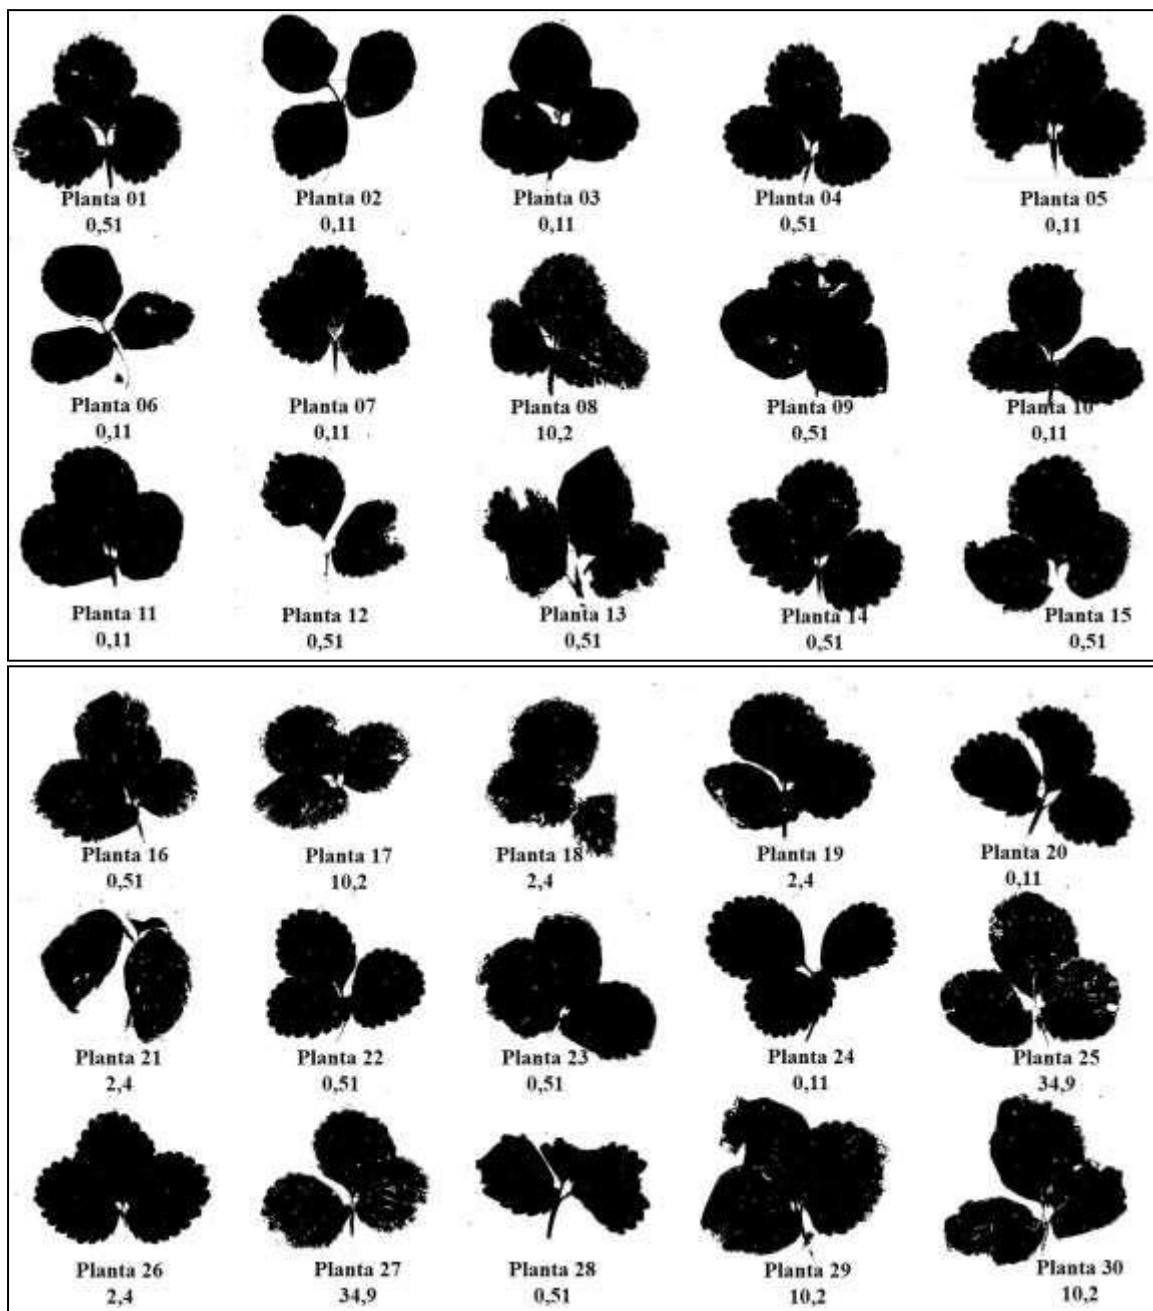 Planta 01
0,51
Planta 02
0,11
Planta 03
0,11
Planta 04
0,51
Planta 05
0,11
Planta 06
0,11
Planta 07
0,11
Planta 08
10,2
Planta 09
0,51
Planta 10
0,11
Planta 11
0,11
Planta 12
0,51
Planta 13
0,51
Planta 14
0,51
Planta 15
0,51
Planta 16
0,51
Planta 17
10,2
Planta 18
2,4
Planta 19
2,4
Planta 20
0,11
Planta 21
2,4
Planta 22
0,51
Planta 23
0,51
Planta 24
0,11
Planta 25
34,9
Planta 26
2,4
Planta 27
34,9
Planta 28
0,51
Planta 29
10,2
Planta 30
10,2